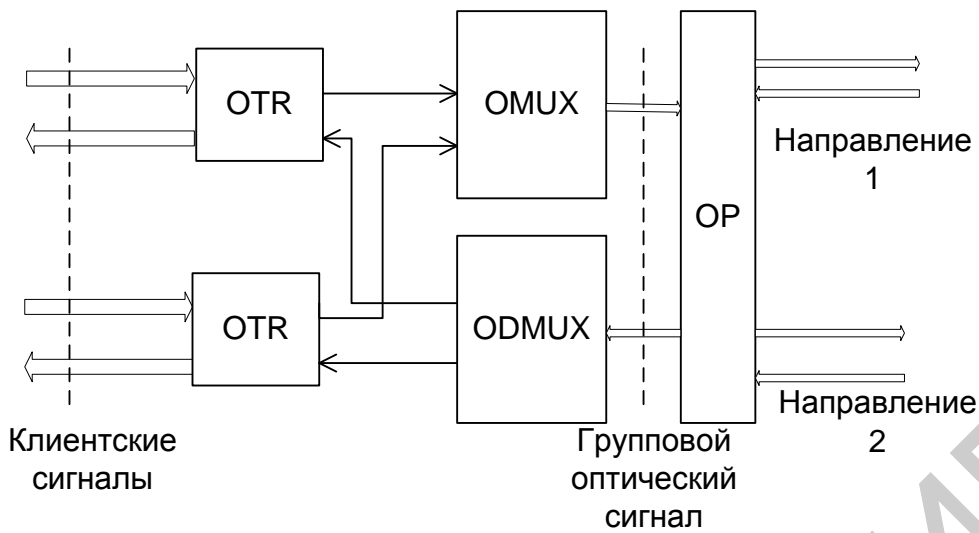 OTR
OMUX
Направление
1
OP
OTR
ODMUX
Направление
2
Клиентские
сигналы
Групповой
оптический
сигнал